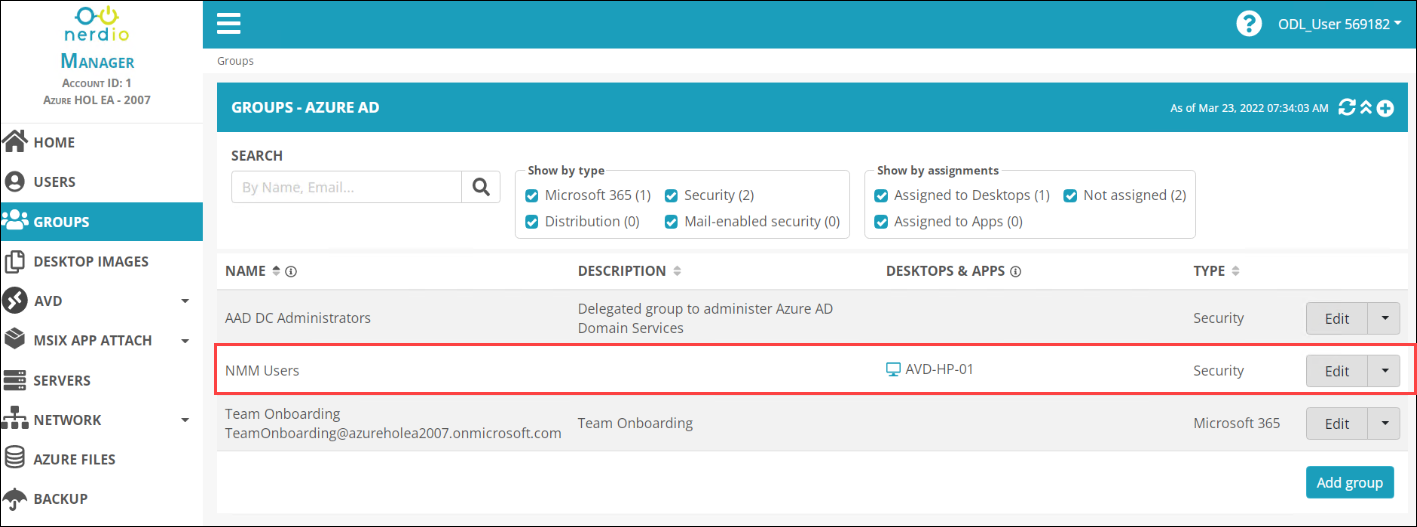 nerdio
MANAGER
ACCOUNT ID: 1
AZURE HOL EA - 2007
HOME
USERS
GROUPS
DESKTOP IMAGES
AVD
MSIX APP ATTACH
SERVERS
NETWORK
AZURE FILES
BACKUP
? ODL_User 569182
Groups
GROUPS - AZURE AD As of Mar 23, 2022 07:34:03 AM
SEARCH
By Name, Email...
Show by type
Microsoft 365 (1) Security (2)
Distribution (0) Mail-enabled security (0)
Show by assignments
Assigned to Desktops (1) Not assigned (2)
Assigned to Apps (0)
NAME DESCRIPTION DESKTOPS & APPS TYPE
AAD DC Administrators Delegated group to administer Azure AD Security Edit
Domain Services
NMM Users AVD-HP-01 Security Edit
Team Onboarding Team Onboarding Microsoft 365 Edit
TeamOnboarding@azureholea2007.onmicrosoft.com
Add group